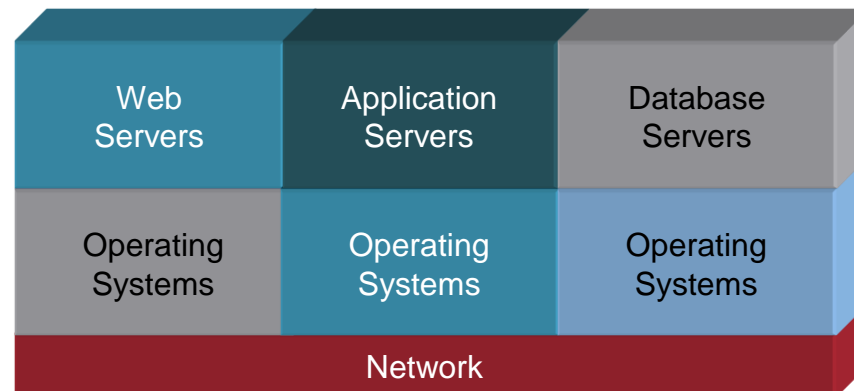 Web
Servers
Application
Servers
Database
Servers
Operating
Systems
Operating
Systems
Operating
Systems
Network